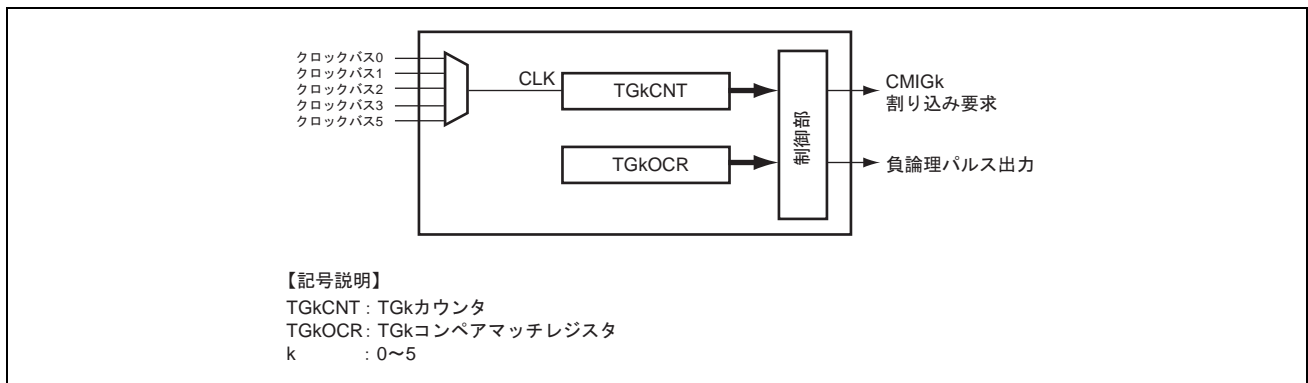 クロックバス0
クロックバス1
クロックバス2
クロックバス3
クロックバス5
CLK
TGkCNT
TGkOCR
制御部
CMIGk
割り込み要求
負論理パルス出力
【記号説明】
TGkCNT : TGkカウンタ
TGkOCR : TGkコンペアマッチレジスタ
k : 0～5